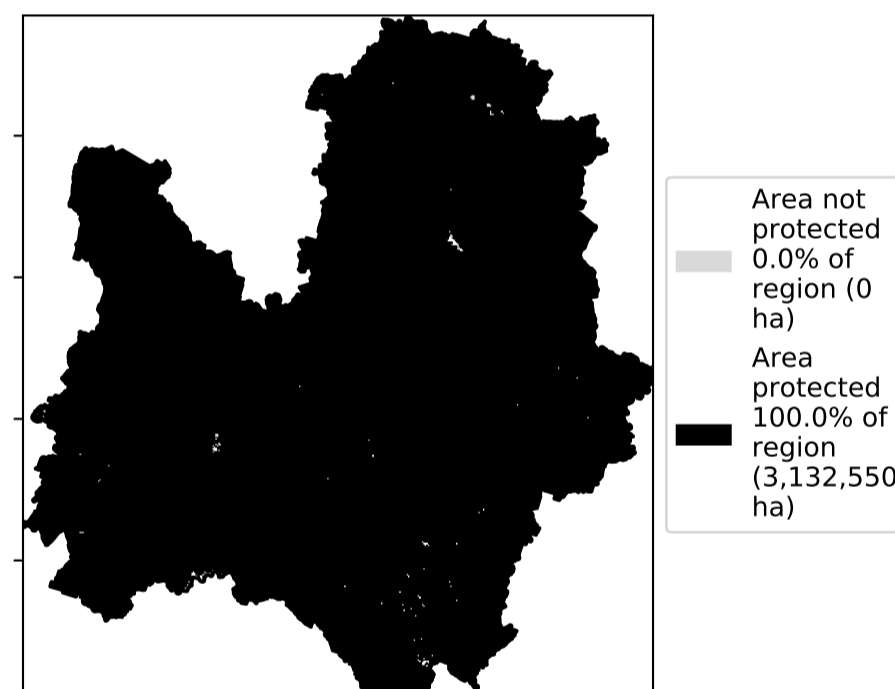 Area not
protected
0.0% of
region (0
ha)
Area
protected
100.0% of
region
(3,132,550
ha)